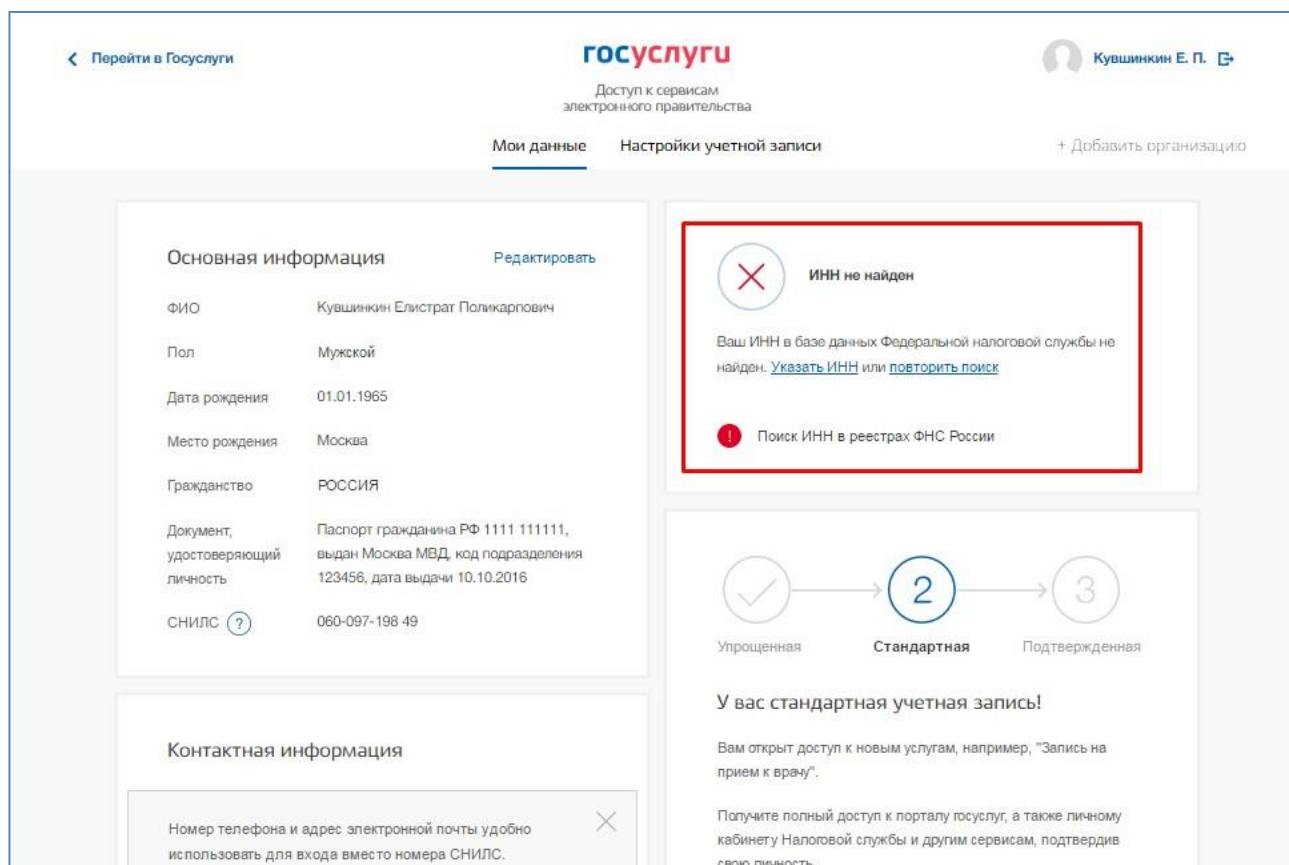 Перейти в Госуслуги
госуслуги
Кувшинкин Е. П.
Доступ к сервисам
электронного правительства
Мои данные
Настройки учетной записи
+ Добавить организацию
Основная информация
Редактировать
ФИО
Кувшинкин Елистрат Поликарпович
Пол
Мужской
Дата рождения
01.01.1965
Место рождения
Москва
Гражданство
РОССИЯ
Документ,
удостоверяющий
личность
Паспорт гражданина РФ 1111 111111,
выдан Москва МВД, код подразделения
123456, дата выдачи 10.10.2016
СНИЛС ?
060-097-198 49
Контактная информация
Номер телефона и адрес электронной почты удобно
использовать для входа вместо номера СНИЛС.
ИНН не найден
Ваш ИНН в базе данных Федеральной налоговой службы не
найден. Указать ИНН или повторить поиск
! Поиск ИНН в реестрах ФНС России
2
3
Упрощенная
Стандартная
Подтвержденная
У вас стандартная учетная запись!
Вам открыт доступ к новым услугам, например, "Запись на
прием к врачу".
Получите полный доступ к порталу госуслуг, а также личному
кабинету Налоговой службы и другим сервисам, подтвердив
свою личность